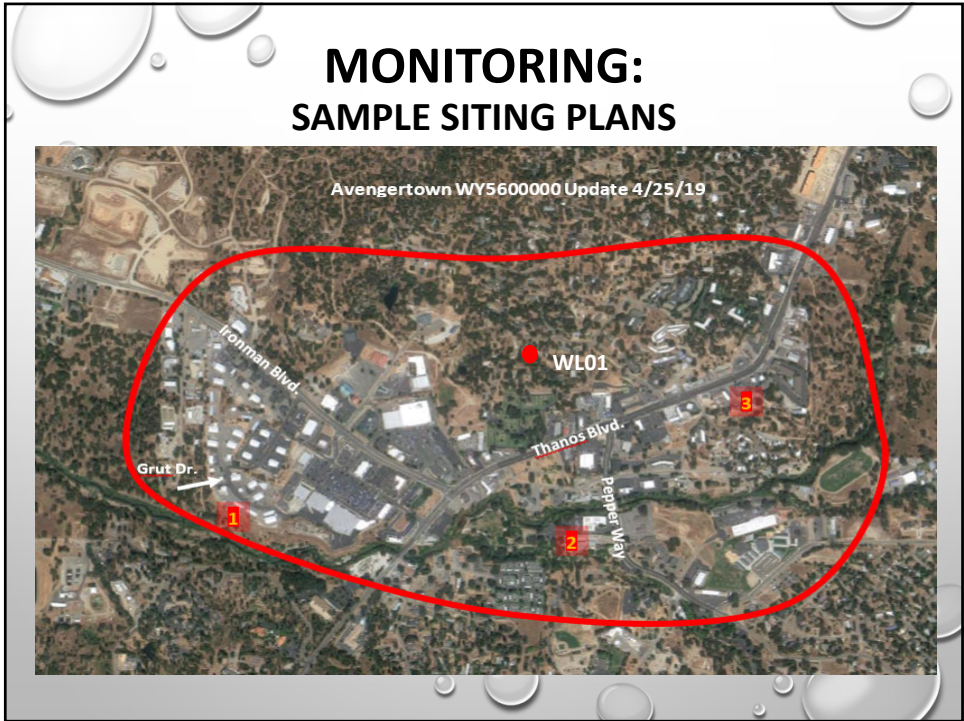 MONITORING:
SAMPLE SITING PLANS
Avengertown WY5600000 Update 4/25/19
Ironman Blvd.
WL01
3
Thanos Blvd.
Grut Dr.
Pepper Way
1
2